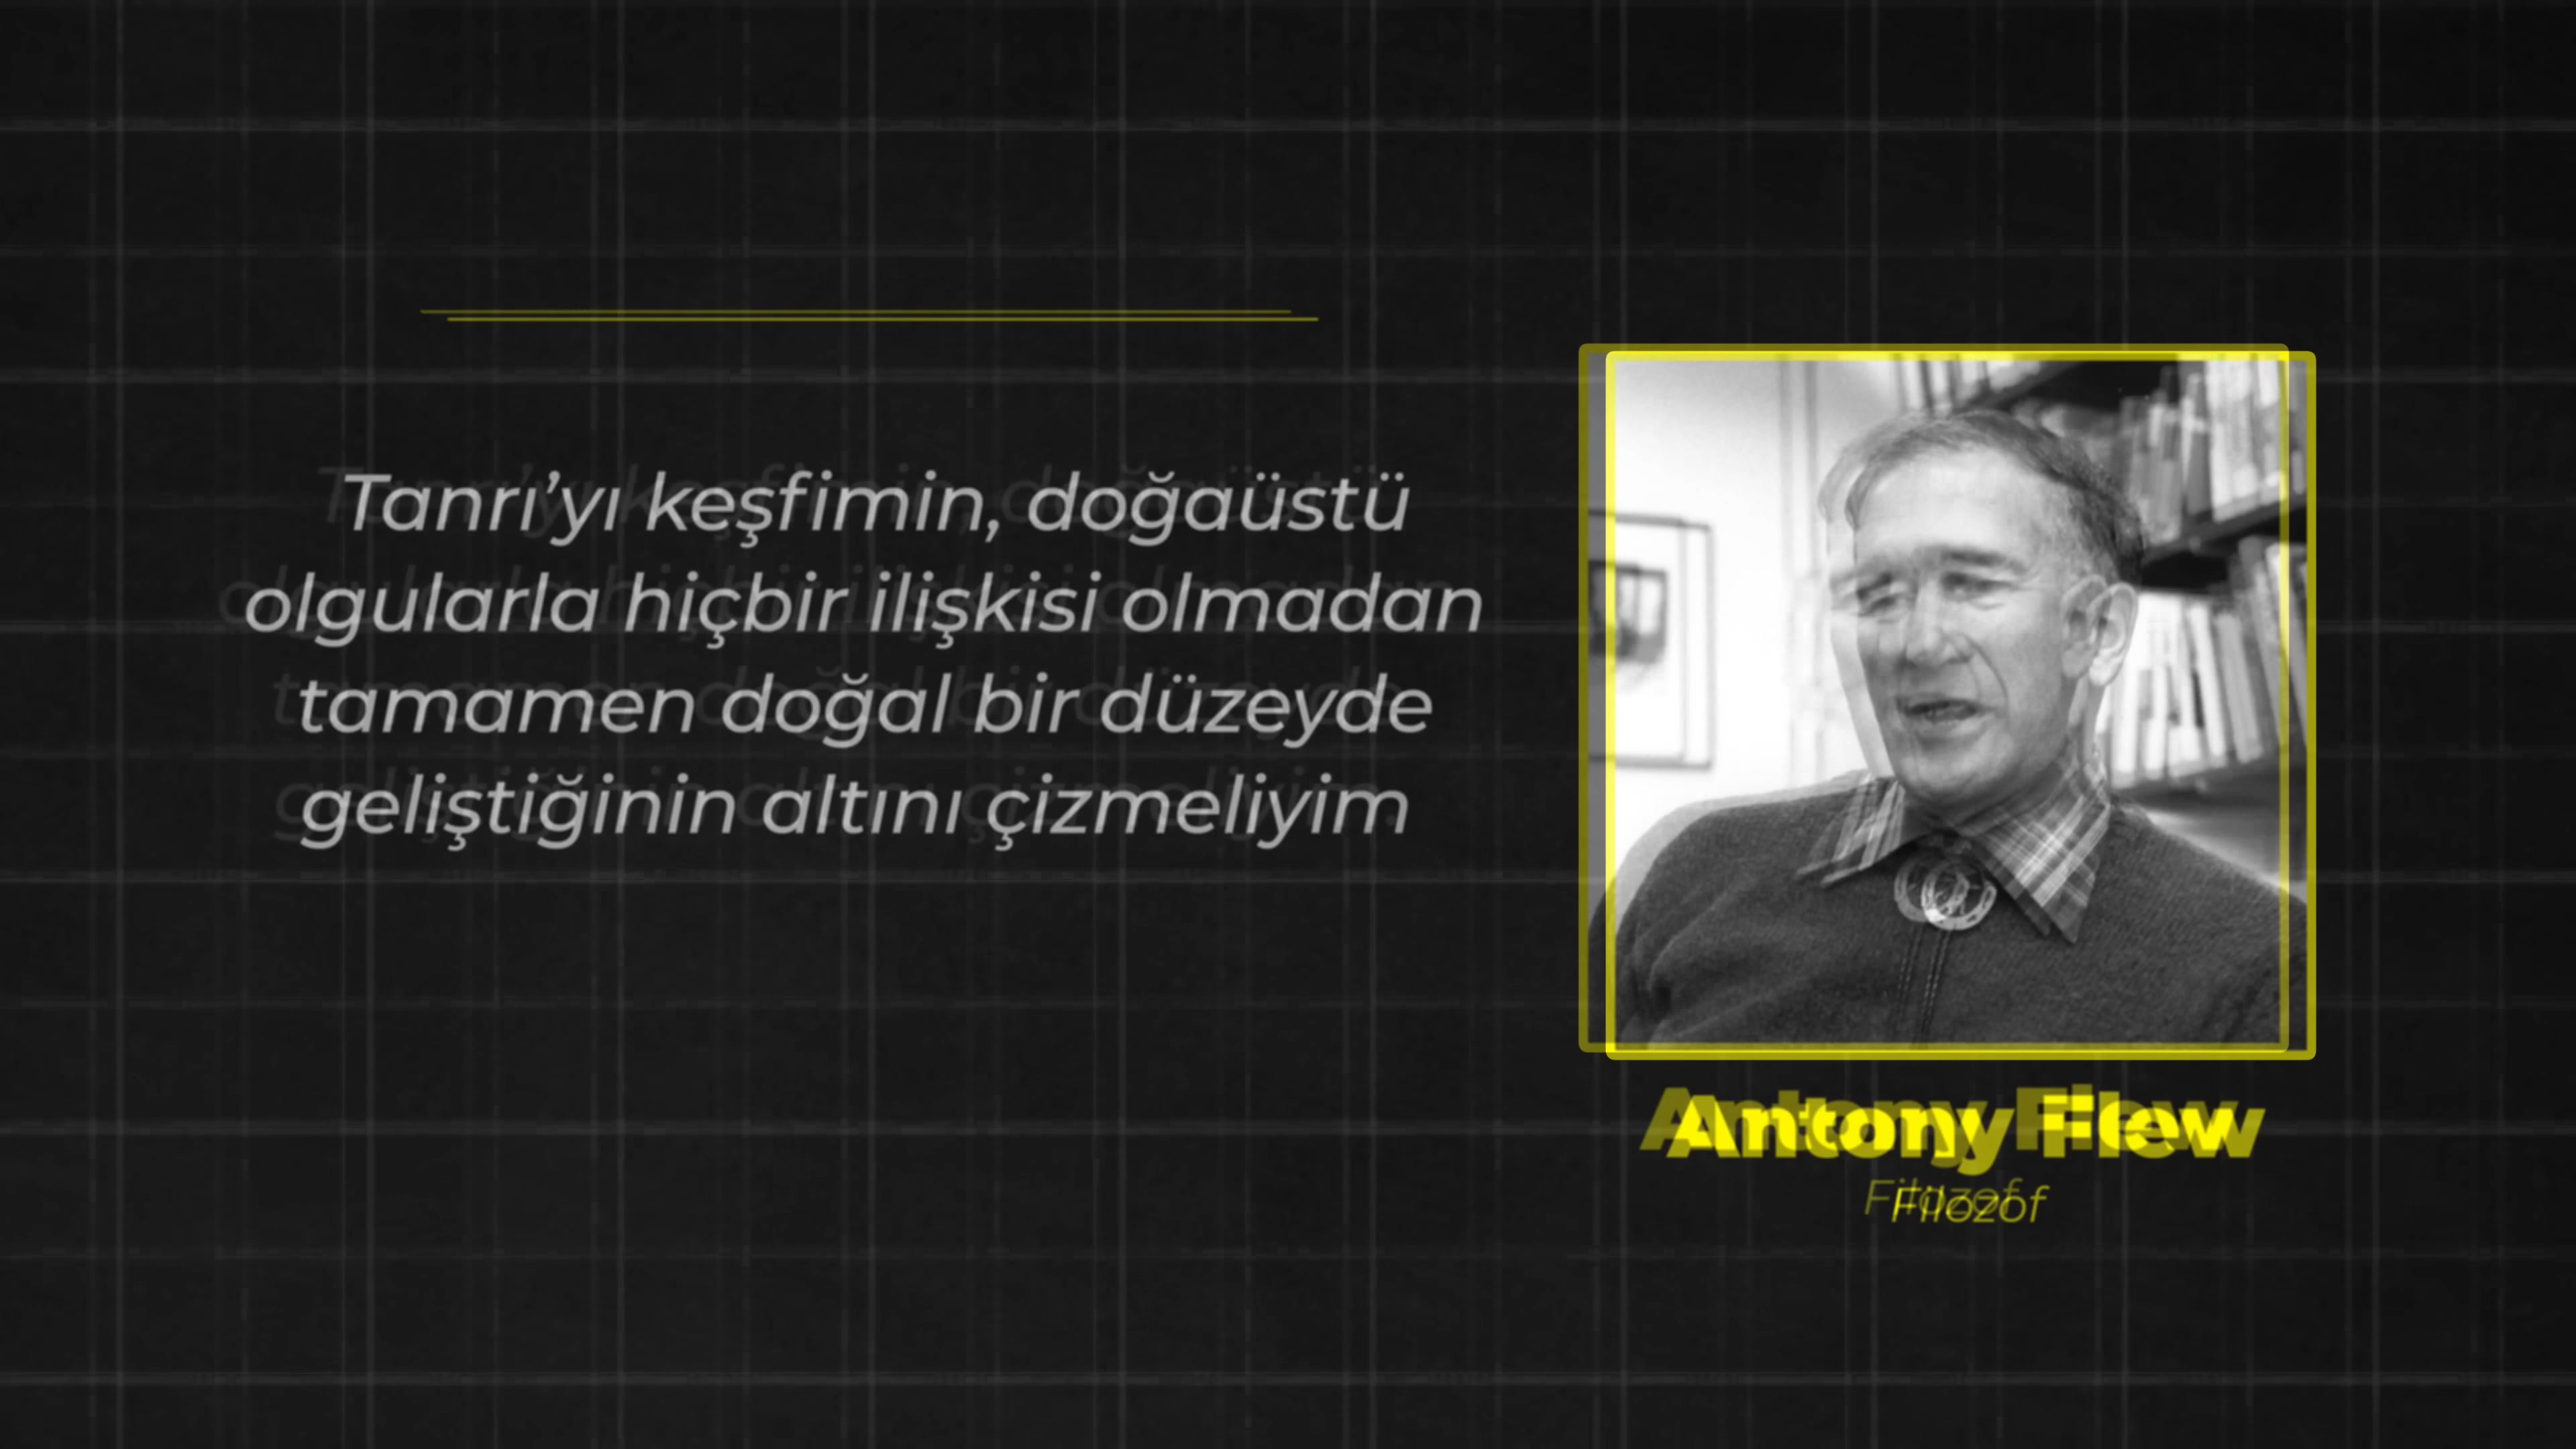 Tanrı’yı keşfimin, doğaüstü
olgularla hiçbir ilişkisi olmadan
tamamen doğal bir düzeyde
geliştiğinin altını çizmeliyim
Antony Flew
Filozof